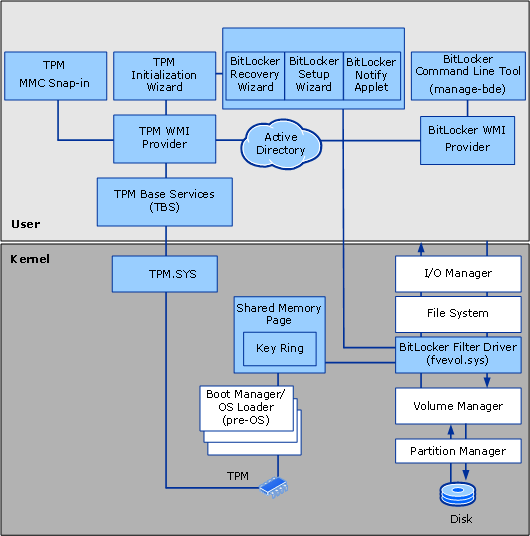 TPM
MMC Snap-in
TPM
Initialization
Wizard
BitLocker
Recovery
Wizard
BitLocker
Setup
Wizard
BitLocker
Notify
Applet
BitLocker
Command Line Tool
(manage-bde)
TPM WMI
Provider
Active
Directory
BitLocker WMI
Provider
TPM Base Services
(TBS)
User
Kernel
TPM.SYS
I/O Manager
Shared Memory
Page
Key Ring
File System
BitLocker Filter Driver
(fvevol.sys)
Boot Manager/
OS Loader
(pre-OS)
Volume Manager
Partition Manager
TPM
Disk